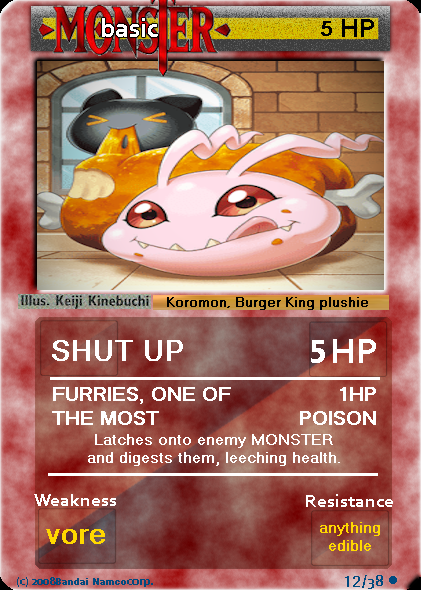 MONSTER
basic
5 HP
Illus. Keiji Kinebuchi
Koromon, Burger King plushie
SHUT UP 5HP
FURRIES, ONE OF 1HP
THE MOST POISON
Latches onto enemy MONSTER
and digests them, leeching health.
Weakness Resistance
vore
anything
edible
(c) 2008Bandai Namcocorp. 12/38